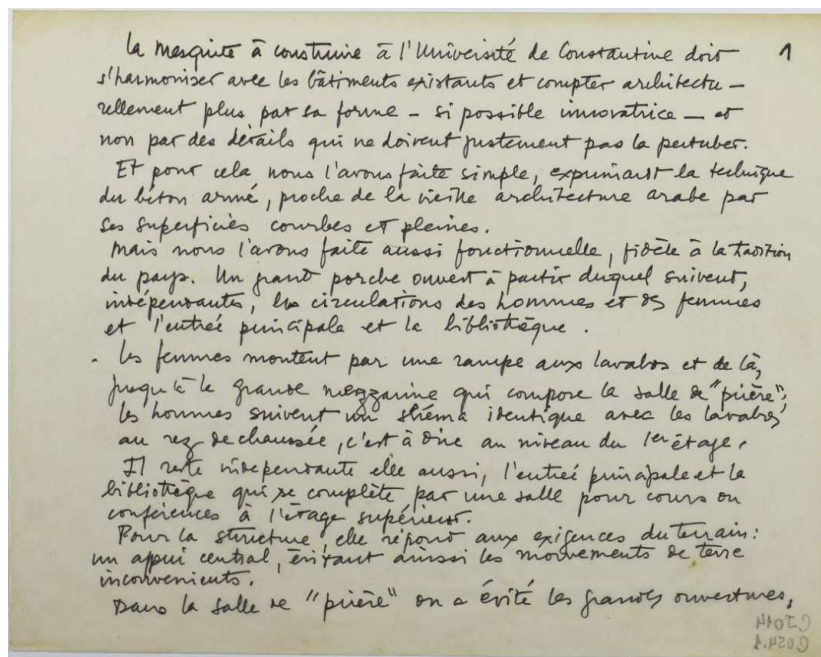 La mosquée à construire à l'Université de Constantine doit 1
s'harmoniser avec les bâtiments existants et compter architectu-
rellement plus par sa forme - si possible innovatrice - et
non par des détails qui ne doivent justement pas la pertuber.
Et pour cela nous l'avons faite simple, exprimant la technique
du béton armé, proche de la vieille architecture arabe par
ses superficies courbes et pleines.
Mais nous l'avons faite aussi fonctionnelle, fidèle à la tradition
du pays. Un grand porche ouvert à partir duquel suivent,
indépendantes, les circulations des hommes et des femmes
et l'entrée principale et la bibliothèque.
. Les femmes montent par une rampe aux lavabos et de là,
jusqu'à la grande mezzanine qui compose la salle de "prière";
les hommes suivent un schéma identique avec les lavabos
au rez de chaussée, c'est à dire au niveau du 1er étage.
Il reste indépendante elle aussi, l'entrée principale et la
bibliothèque qui se complète par une salle pour cours ou
conférences à l'étage supérieur.
Pour la structure, elle répond aux exigences du terrain:
un appui central, évitant ainsi les mouvements de terre
inconvenients.
Dans la salle de "prière" on a évité les grandes ouvertures,
CJ014
C054.1